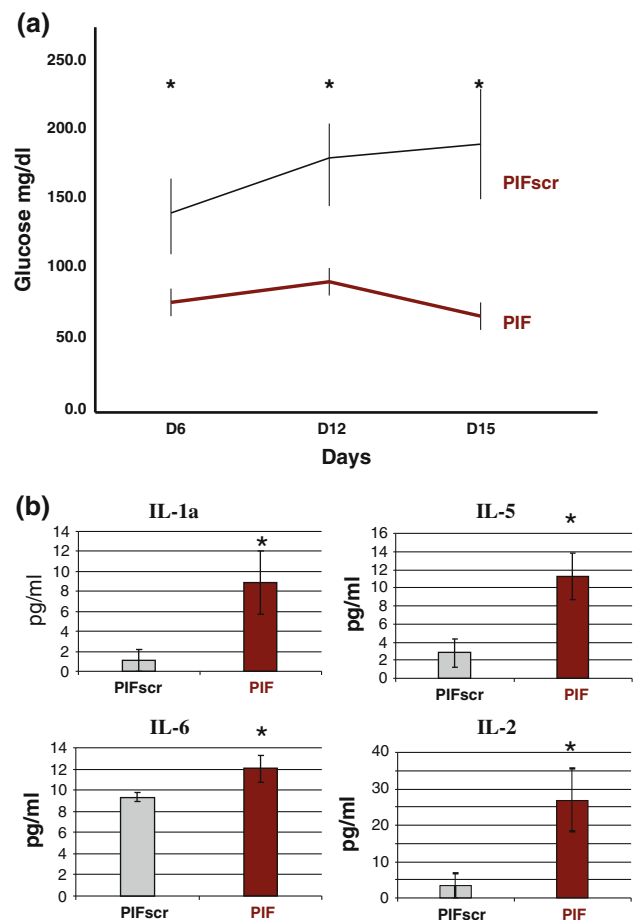 (a)
250.0
200.0
150.0
100.0
50.0
0.0
Glucose mg/dl
* * *
PIFscr
PIF
D6 D12 D15
Days
(b)
IL-1a
14
12
10
8
6
4
2
0
pg/ml
*
PIFscr PIF
IL-5
16
14
12
10
8
6
4
2
0
pg/ml
*
PIFscr PIF
IL-6
14
12
10
8
6
4
2
0
pg/ml
*
PIFscr PIF
IL-2
40
30
20
10
0
pg/ml
*
PIFscr PIF